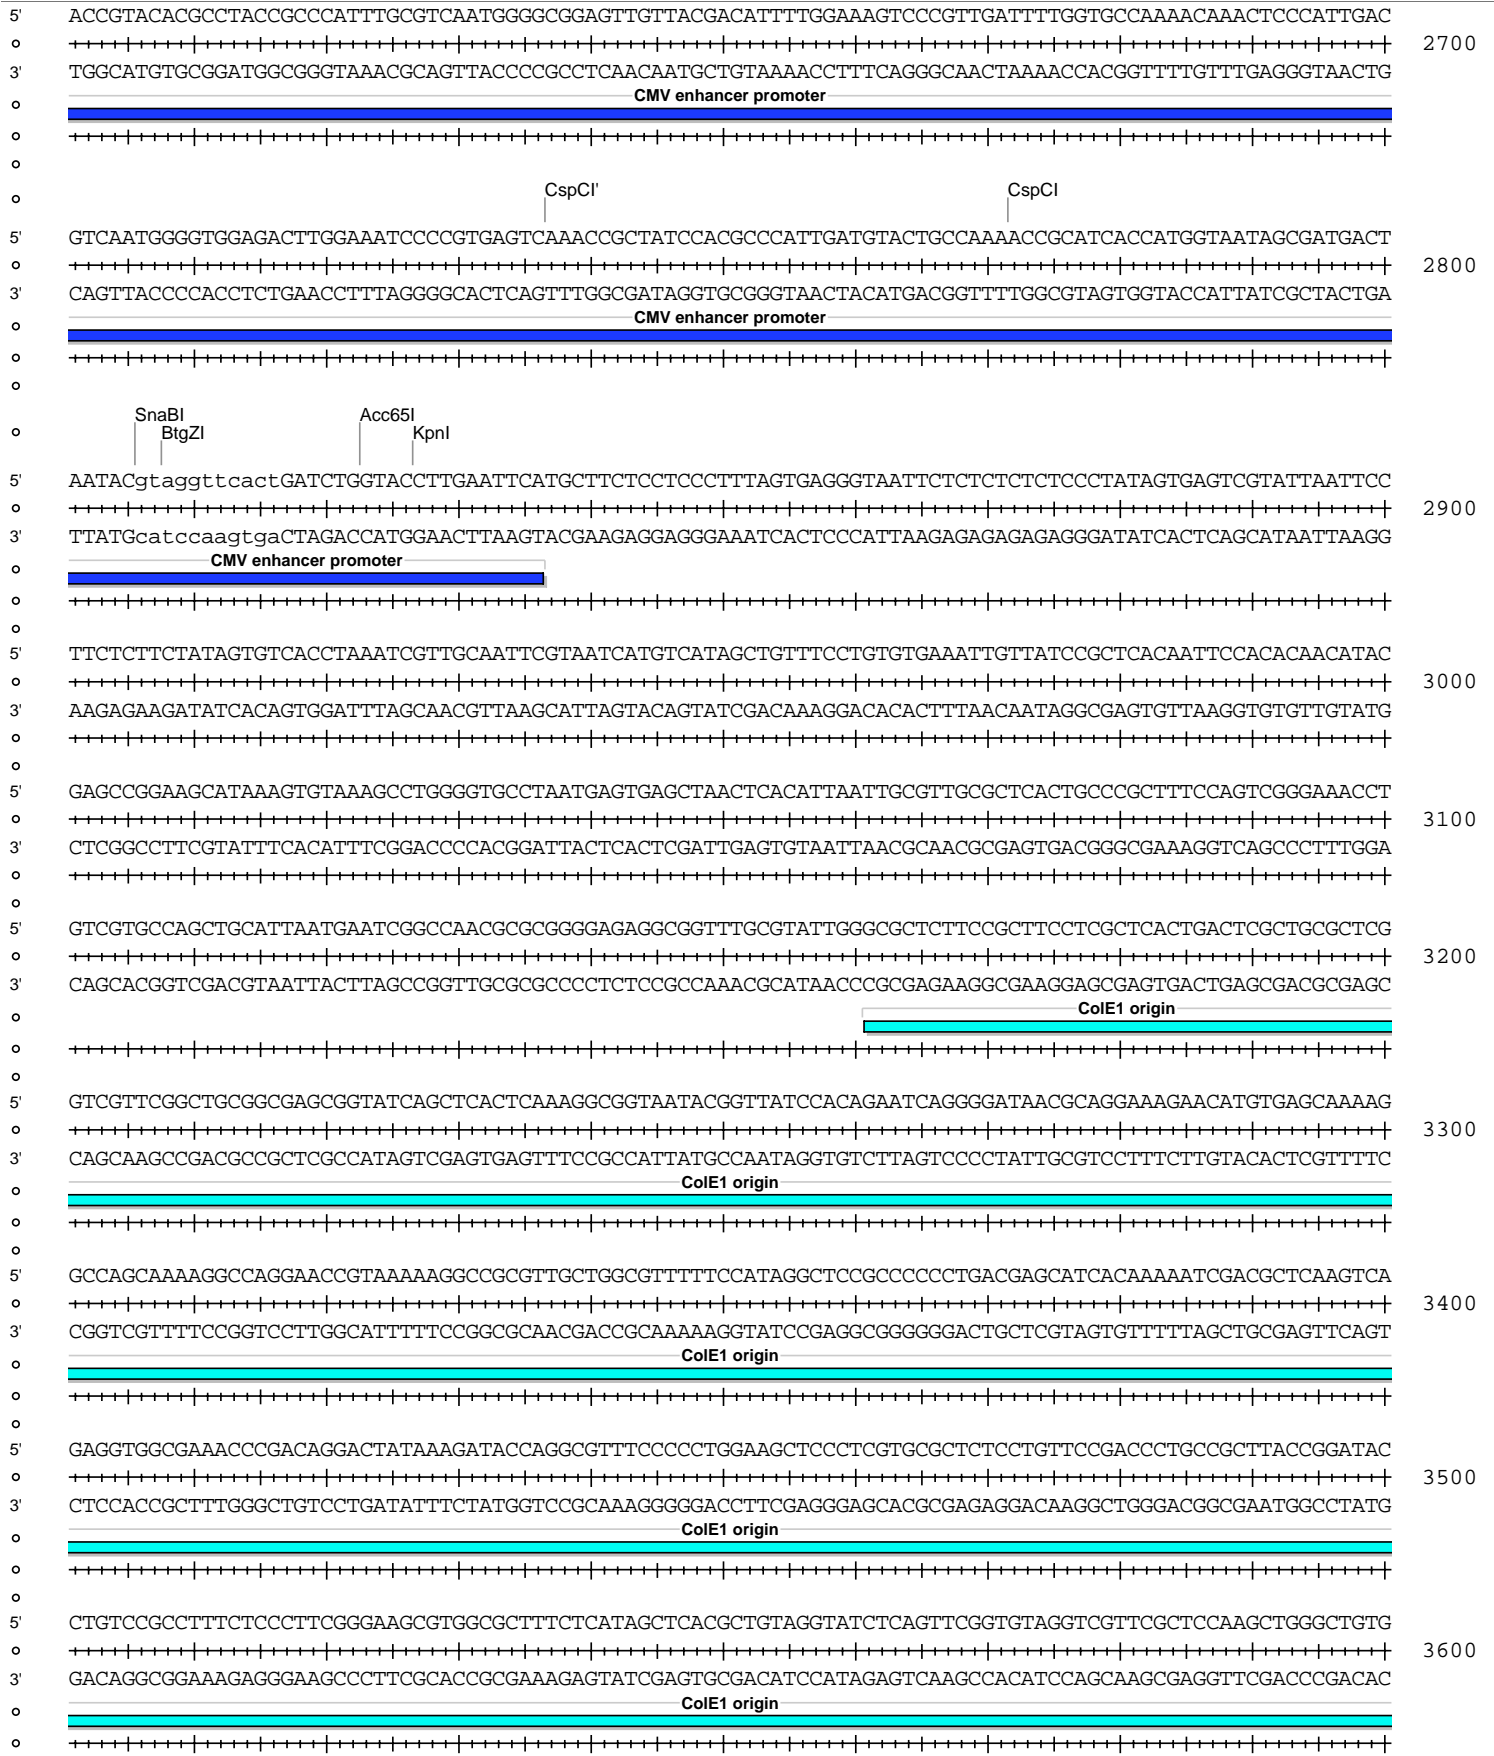 5' ACCGTACACGCCTACCGCCCATTTGCGTCAATGGGGCGGAGTTGTTACGACATTTTGGAAAGTCCCGTTGATTTTGGTGCCAAAACAAACTCCCATTGAC
2700
3' TGGCATGTGCGGATGGCGGGTAAACGCAGTTACCCCGCCTCAACAATGCTGTAAAACCTTTCAGGGCAACTAAAACCACGGTTTTGTTTGAGGGTAACTG
CMV enhancer promoter
CspCI' CspCI
5' GTCAATGGGGTGGAGACTTGGAAATCCCCGTGAGTCAAACCGCTATCCACGCCCATTGATGTACTGCCAAAACCGCATCACCATGGTAATAGCGATGACT
2800
3' CAGTTACCCCACCTCTGAACCTTTAGGGGCACTCAGTTTGGCGATAGGTGCGGGTAACTACATGACGGTTTTGGCGTAGTGGTACCATTATCGCTACTGA
CMV enhancer promoter
SnaBI Acc65I
BtgZI KpnI
5' AATACgtaggttcactGATCTGGTACCTTGAATTCATGCTTCTCCTCCCTTTAGTGAGGGTAATTCTCTCTCTCTCCCTATAGTGAGTCGTATTAATTCC
2900
3' TTATGcatccaagtgaCTAGACCATGGAACTTAAGTACGAAGAGGAGGGAAATCACTCCCATTAAGAGAGAGAGAGGGATATCACTCAGCATAATTAAGG
CMV enhancer promoter
5' TTCTCTTCTATAGTGTCACCTAAATCGTTGCAATTCGTAATCATGTCATAGCTGTTTCCTGTGTGAAATTGTTATCCGCTCACAATTCCACACAACATAC
3000
3' AAGAGAAGATATCACAGTGGATTTAGCAACGTTAAGCATTAGTACAGTATCGACAAAGGACACACTTTAACAATAGGCGAGTGTTAAGGTGTGTTGTATG
5' GAGCCGGAAGCATAAAGTGTAAAGCCTGGGGTGCCTAATGAGTGAGCTAACTCACATTAATTGCGTTGCGCTCACTGCCCGCTTTCCAGTCGGGAAACCT
3100
3' CTCGGCCTTCGTATTTCACATTTCGGACCCCACGGATTACTCACTCGATTGAGTGTAATTAACGCAACGCGAGTGACGGGCGAAAGGTCAGCCCTTTGGA
5' GTCGTGCCAGCTGCATTAATGAATCGGCCAACGCGCGGGGAGAGGCGGTTTGCGTATTGGGCGCTCTTCCGCTTCCTCGCTCACTGACTCGCTGCGCTCG
3200
3' CAGCACGGTCGACGTAATTACTTAGCCGGTTGCGCGCCCCTCTCCGCCAAACGCATAACCCGCGAGAAGGCGAAGGAGCGAGTGACTGAGCGACGCGAGC
ColE1 origin
5' GTCGTTCGGCTGCGGCGAGCGGTATCAGCTCACTCAAAGGCGGTAATACGGTTATCCACAGAATCAGGGGATAACGCAGGAAAGAACATGTGAGCAAAAG
3300
3' CAGCAAGCCGACGCCGCTCGCCATAGTCGAGTGAGTTTCCGCCATTATGCCAATAGGTGTCTTAGTCCCCTATTGCGTCCTTTCTTGTACACTCGTTTTC
ColE1 origin
5' GCCAGCAAAAGGCCAGGAACCGTAAAAAGGCCGCGTTGCTGGCGTTTTTCCATAGGCTCCGCCCCCCTGACGAGCATCACAAAAATCGACGCTCAAGTCA
3400
3' CGGTCGTTTTCCGGTCCTTGGCATTTTTCCGGCGCAACGACCGCAAAAAGGTATCCGAGGCGGGGGGACTGCTCGTAGTGTTTTTAGCTGCGAGTTCAGT
ColE1 origin
5' GAGGTGGCGAAACCCGACAGGACTATAAAGATACCAGGCGTTTCCCCCTGGAAGCTCCCTCGTGCGCTCTCCTGTTCCGACCCTGCCGCTTACCGGATAC
3500
3' CTCCACCGCTTTGGGCTGTCCTGATATTTCTATGGTCCGCAAAGGGGGACCTTCGAGGGAGCACGCGAGAGGACAAGGCTGGGACGGCGAATGGCCTATG
ColE1 origin
5' CTGTCCGCCTTTCTCCCTTCGGGAAGCGTGGCGCTTTCTCATAGCTCACGCTGTAGGTATCTCAGTTCGGTGTAGGTCGTTCGCTCCAAGCTGGGCTGTG
3600
3' GACAGGCGGAAAGAGGGAAGCCCTTCGCACCGCGAAAGAGTATCGAGTGCGACATCCATAGAGTCAAGCCACATCCAGCAAGCGAGGTTCGACCCGACAC
ColE1 origin